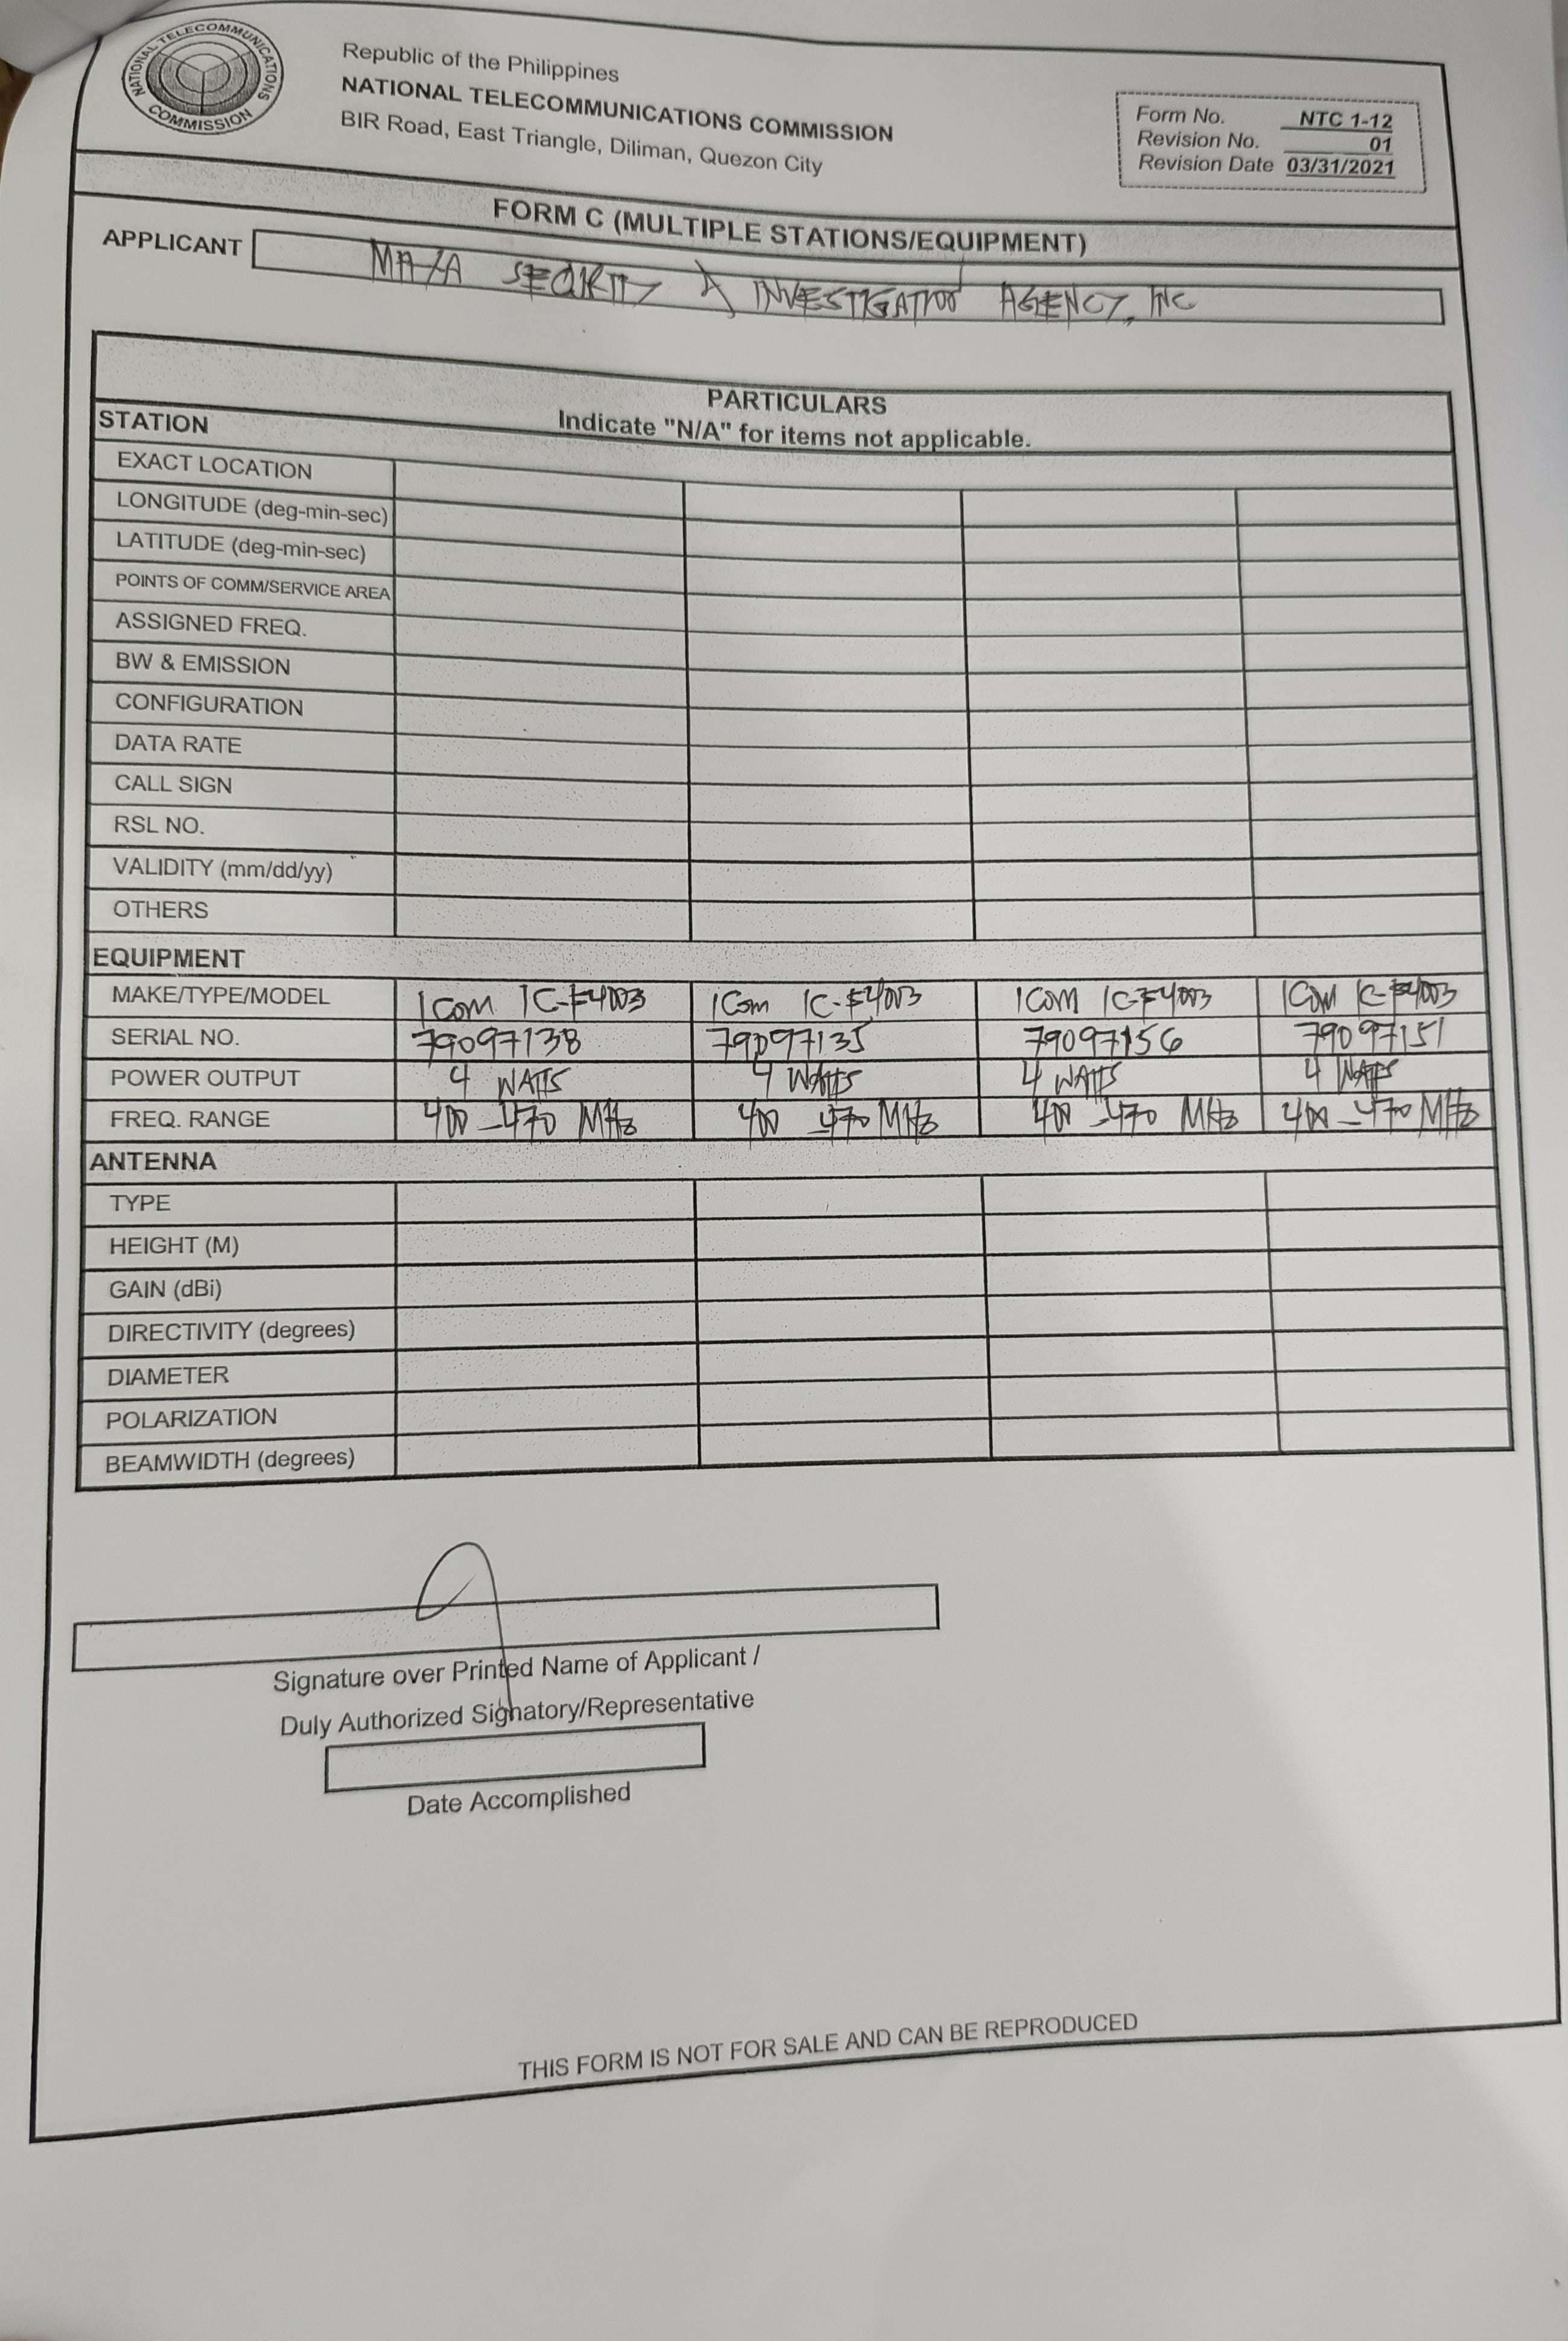 NATIONAL TELECOMMUNICATIONS COMMISSION
Republic of the Philippines
NATIONAL TELECOMMUNICATIONS COMMISSION
BIR Road, East Triangle, Diliman, Quezon City
Form No. NTC 1-12
Revision No. 01
Revision Date 03/31/2021
FORM C (MULTIPLE STATIONS/EQUIPMENT)
APPLICANT SECURITY & INVESTIGATION AGENCY, INC
PARTICULARS
Indicate "N/A" for items not applicable.
STATION
EXACT LOCATION
LONGITUDE (deg-min-sec)
LATITUDE (deg-min-sec)
POINTS OF COMM/SERVICE AREA
ASSIGNED FREQ.
BW & EMISSION
CONFIGURATION
DATA RATE
CALL SIGN
RSL NO.
VALIDITY (mm/dd/yy)
OTHERS
EQUIPMENT
MAKE/TYPE/MODEL ICOM IC-F4003 ICOM IC-F4003 ICOM IC-F4003 ICOM IC-F4003
SERIAL NO. 79097138 79097135 79097156 79097151
POWER OUTPUT 4 WATTS 4 WATTS 4 WATTS 4 WATTS
FREQ. RANGE 400-470 MHz 400-470 MHz 400-470 MHz 400-470 MHz
ANTENNA
TYPE
HEIGHT (M)
GAIN (dBi)
DIRECTIVITY (degrees)
DIAMETER
POLARIZATION
BEAMWIDTH (degrees)
Signature over Printed Name of Applicant /
Duly Authorized Signatory/Representative
Date Accomplished
THIS FORM IS NOT FOR SALE AND CAN BE REPRODUCED